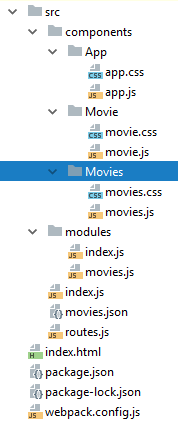 src
components
App
app.css
app.js
Movie
movie.css
movie.js
Movies
movies.css
movies.js
modules
index.js
movies.js
index.js
movies.json
routes.js
index.html
package.json
package-lock.json
webpack.config.js